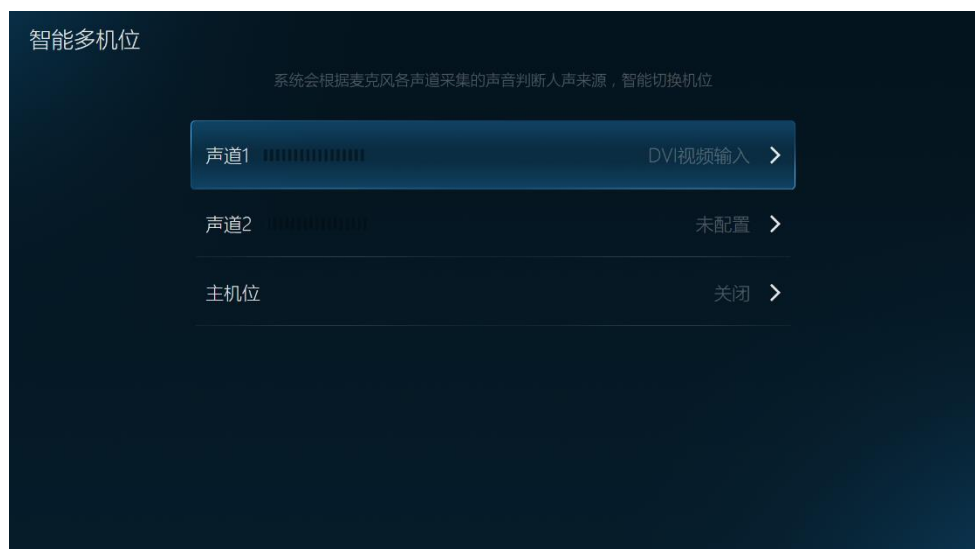 智能多机位
系统会根据麦克风各声道采集的声音判断人声来源，智能切换机位
声道1 DVI视频输入
声道2 未配置
主机位 关闭